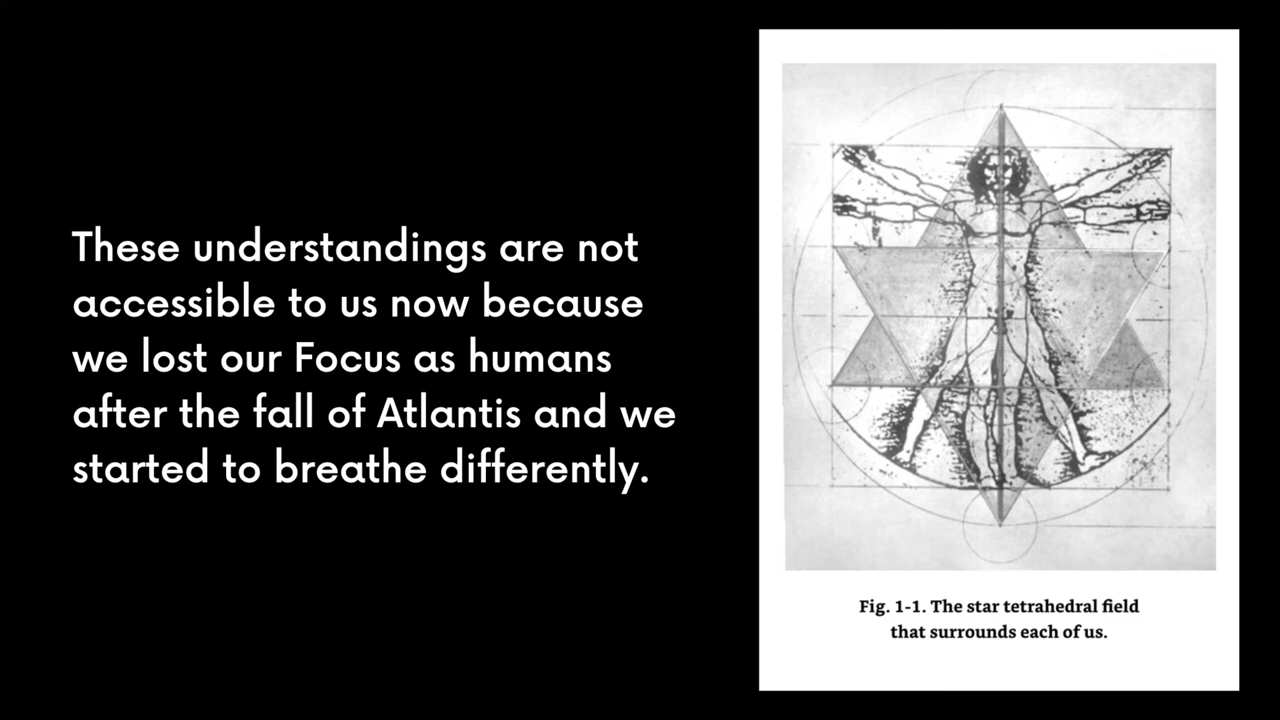 These understandings are not
accessible to us now because
we lost our Focus as humans
after the fall of Atlantis and we
started to breathe differently.
Fig. 1-1. The star tetrahedral field
that surrounds each of us.